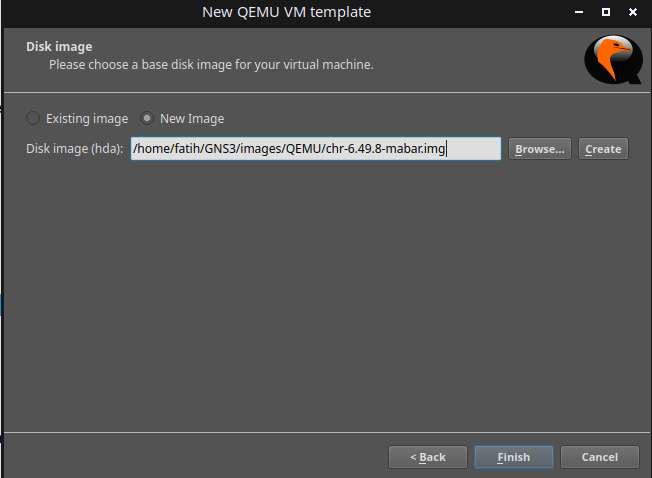 New QEMU VM template
Disk image
Please choose a base disk image for your virtual machine.
Existing image
New Image
Disk image (hda):
/home/fatih/GNS3/images/QEMU/chr-6.49.8-mabar.img
Browse...
Create
< Back
Finish
Cancel